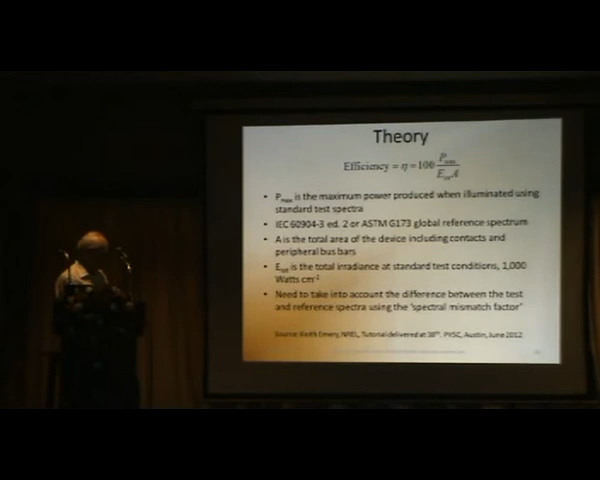 Theory
Efficiency = η = 100 Pmax / Etot A
• Pmax is the maximum power produced when illuminated using
standard test spectra
• IEC 60904-3 ed. 2 or ASTM G173 global reference spectrum
• A is the total area of the device including contacts and
peripheral bus bars
• Etot is the total irradiance at standard test conditions, 1,000
Watts cm-2
• Need to take into account the difference between the test
and reference spectra using the 'spectral mismatch factor'
Source: Keith Emery, NREL, Tutorial delivered at 38th. PVSC, Austin, June 2012